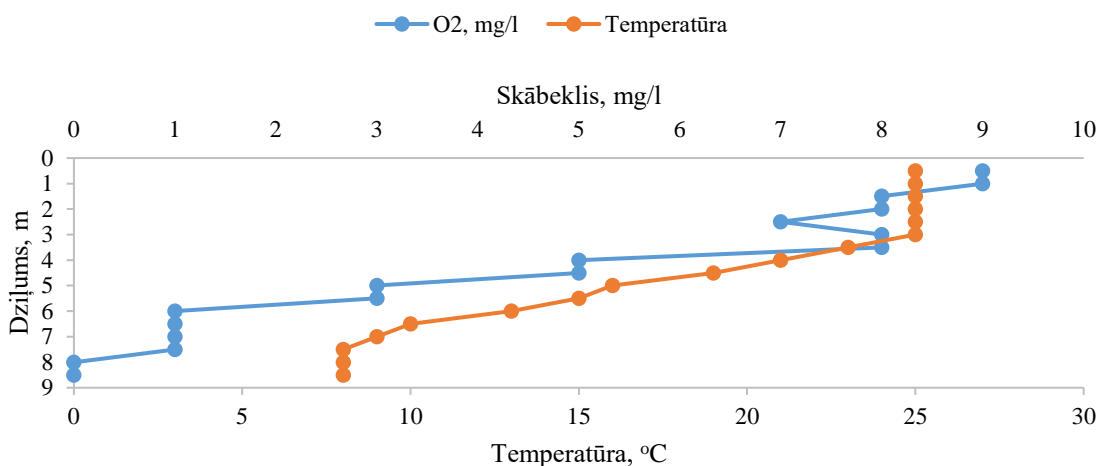 O2, mg/l Temperatūra
Skābeklis, mg/l
0 1 2 3 4 5 6 7 8 9 10
Dziļums, m
0
1
2
3
4
5
6
7
8
9
0 5 10 15 20 25 30
Temperatūra, °C